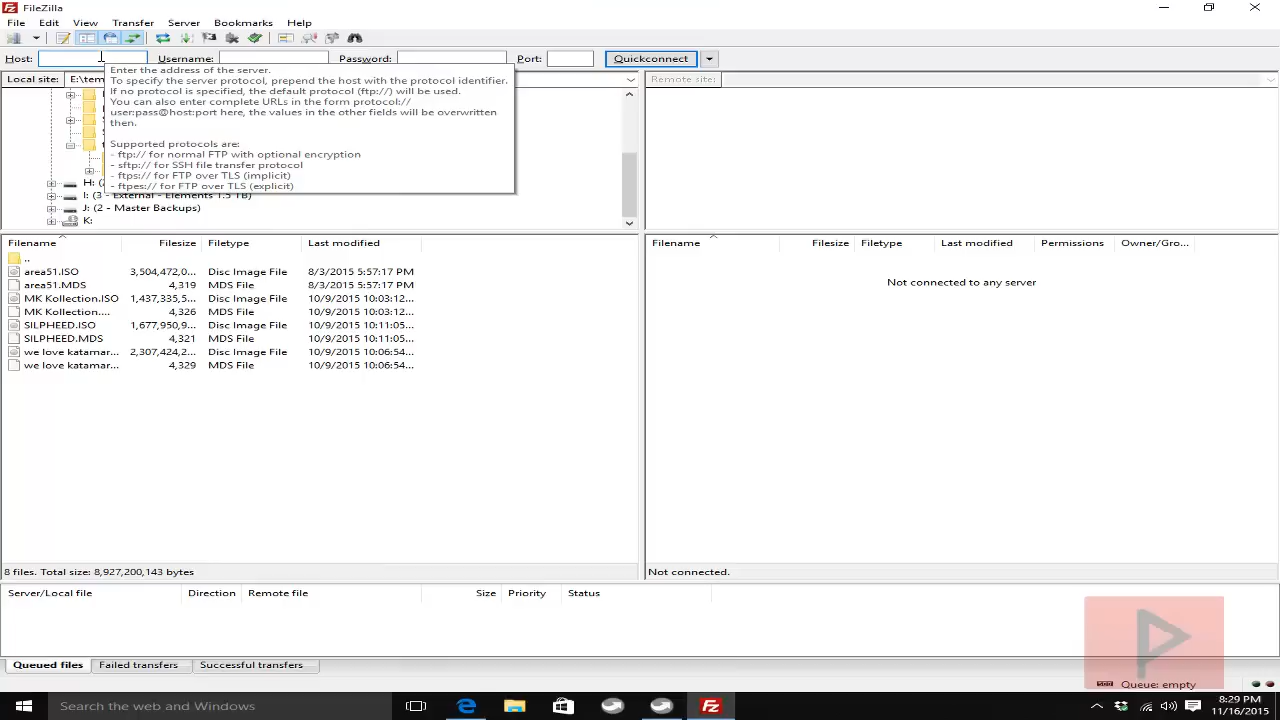 FileZilla
File Edit View Transfer Server Bookmarks Help
Host: Username: Password: Port: Quickconnect
Enter the address of the server.
To specify the server protocol, prepend the host with the protocol identifier.
If no protocol is specified, the default protocol (ftp://) will be used.
You can also enter complete URLs in the form protocol://
user:pass@host:port here, the values in the other fields will be overwritten
then.
Supported protocols are:
- ftp:// for normal FTP with optional encryption
- sftp:// for SSH file transfer protocol
- ftps:// for FTP over TLS (implicit)
- ftpes:// for FTP over TLS (explicit)
Local site: E:\tem
Remote site:
H:
I: (3 - External - Elements 1.5 TB)
J: (2 - Master Backups)
K:
Filename Filesize Filetype Last modified
..
area51.ISO 3,504,472,0... Disc Image File 8/3/2015 5:57:17 PM
area51.MDS 4,319 MDS File 8/3/2015 5:57:17 PM
MK Kollection.ISO 1,437,335,5... Disc Image File 10/9/2015 10:03:12...
MK Kollection.... 4,326 MDS File 10/9/2015 10:03:12...
SILPHEED.ISO 1,677,950,9... Disc Image File 10/9/2015 10:11:05...
SILPHEED.MDS 4,321 MDS File 10/9/2015 10:11:05...
we love katamar... 2,307,424,2... Disc Image File 10/9/2015 10:06:54...
we love katamar... 4,329 MDS File 10/9/2015 10:06:54...
8 files. Total size: 8,927,200,143 bytes
Filename Filesize Filetype Last modified Permissions Owner/Gro...
Not connected to any server
Not connected.
Server/Local file Direction Remote file Size Priority Status
Queued files Failed transfers Successful transfers
Queue: empty
Search the web and Windows
8:29 PM
11/16/2015